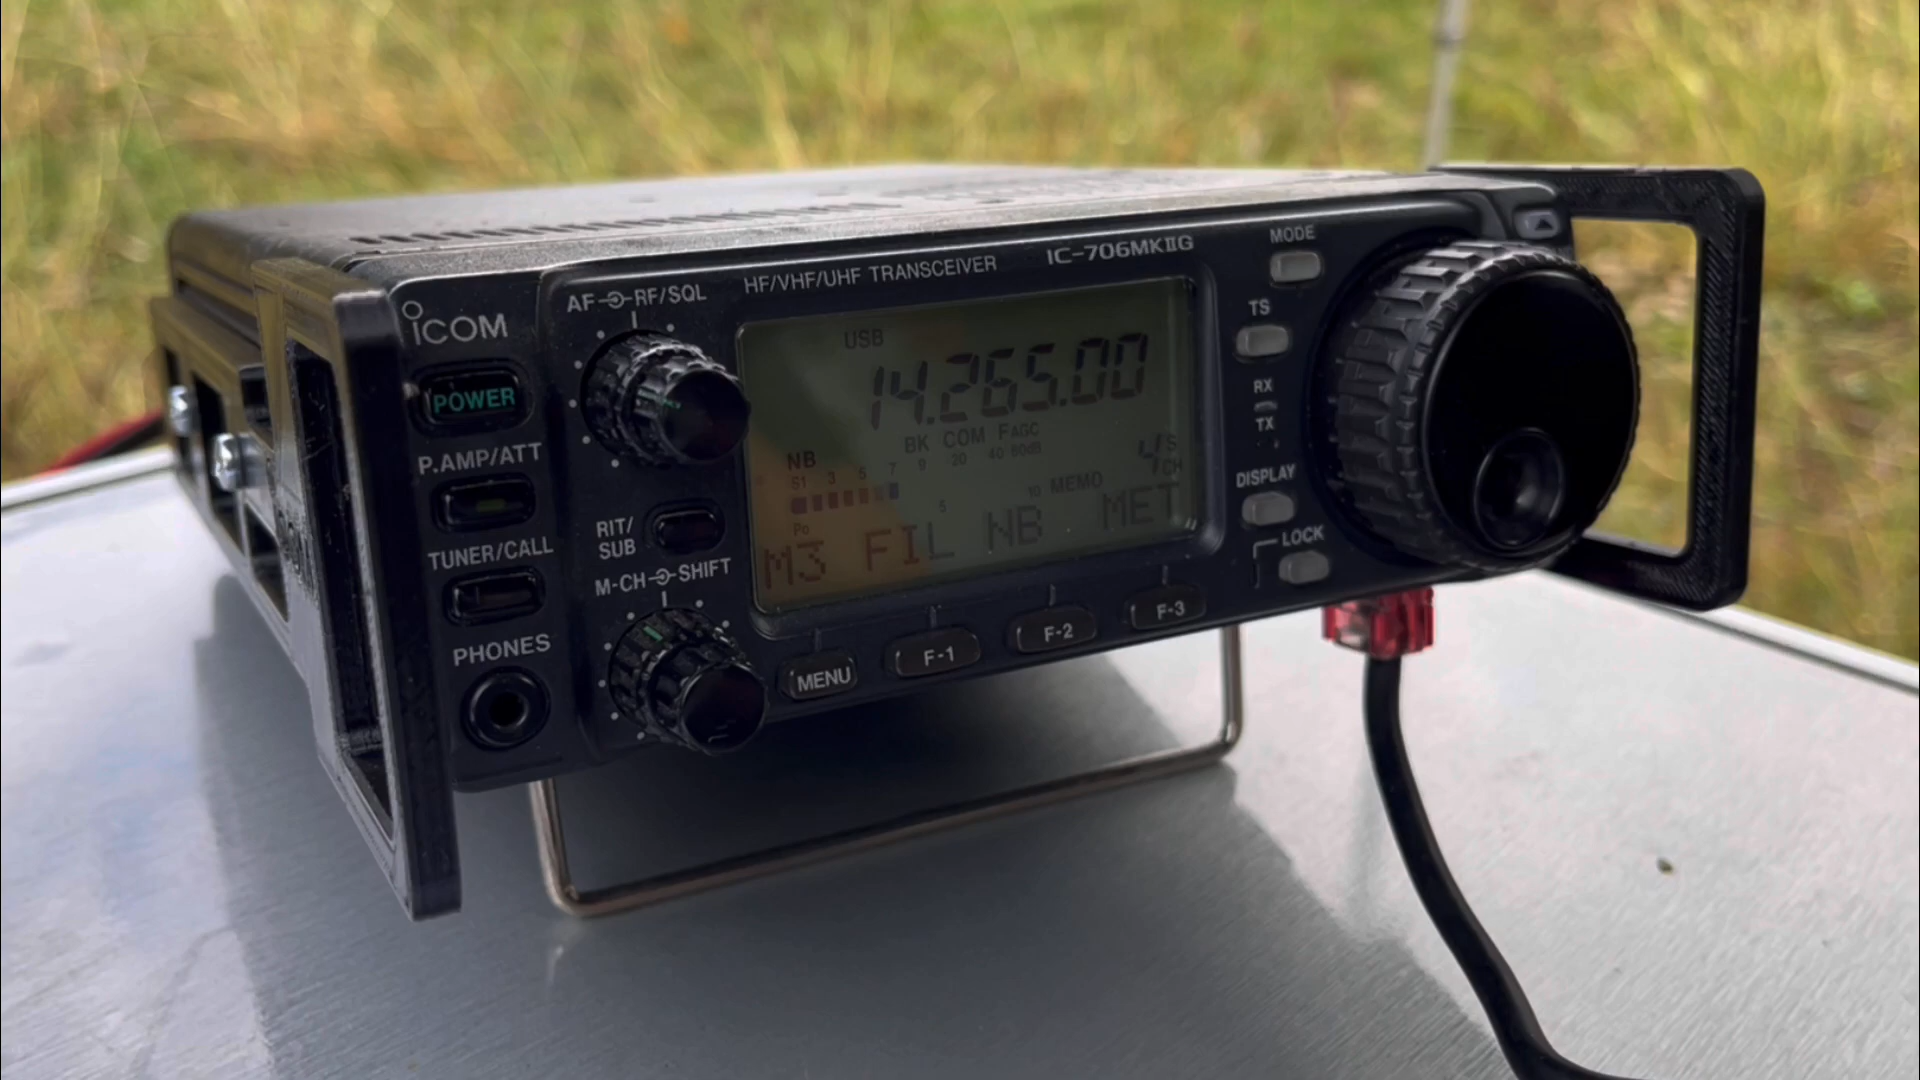 ICOM
POWER
P.AMP/ATT
TUNER/CALL
PHONES
AF RF/SQL
RIT/
SUB
M-CH SHIFT
HF/VHF/UHF TRANSCEIVER IC-706MKIIG
USB
14.265.00
BK COM FAGC
NB
S1 3 5 7 9 20 40 60dB
4 S
CH
Po 5 10 MEMO
M3 FIL NB MET
MENU F-1 F-2 F-3
MODE
TS
RX
TX
DISPLAY
LOCK